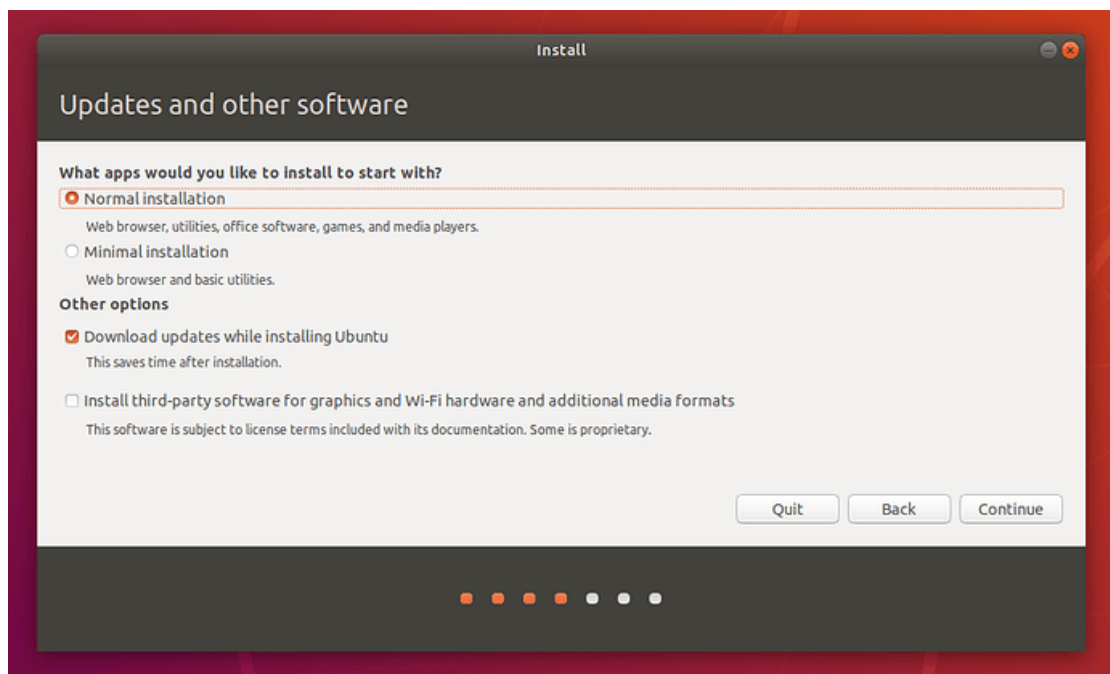 Install
Updates and other software
What apps would you like to install to start with?
Normal installation
Web browser, utilities, office software, games, and media players.
Minimal installation
Web browser and basic utilities.
Other options
Download updates while installing Ubuntu
This saves time after installation.
Install third-party software for graphics and Wi-Fi hardware and additional media formats
This software is subject to license terms included with its documentation. Some is proprietary.
Quit Back Continue